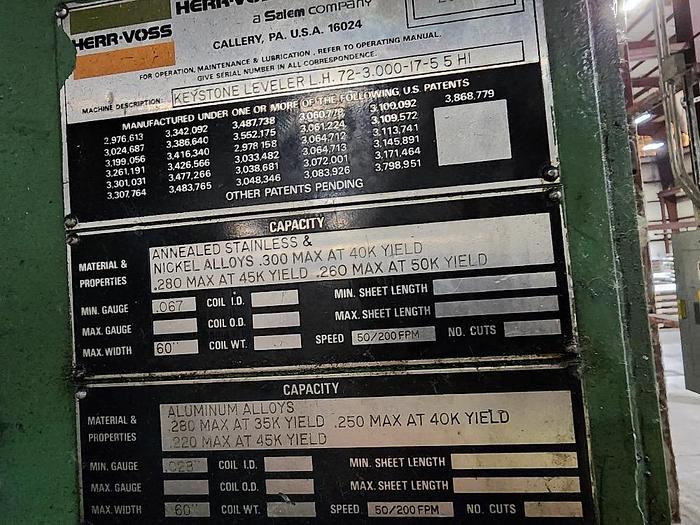 HERR-VOSS
a Salem COMPANY
CALLERY, PA. U.S.A. 16024
FOR OPERATION, MAINTENANCE & LUBRICATION, REFER TO OPERATING MANUAL.
GIVE SERIAL NUMBER IN ALL CORRESPONDENCE.
MACHINE DESCRIPTION: KEYSTONE LEVELER L.H. 72-3.000-17-5 5 HI
MANUFACTURED UNDER ONE OR MORE OF THE FOLLOWING U.S. PATENTS
2,976,613 3,342,092 3,487,738 3,060,778 3,109,092 3,868,779
3,024,687 3,386,640 3,552,175 3,061,224 3,109,572
3,199,056 3,416,340 2,978,158 3,064,712 3,113,741
3,261,191 3,426,566 3,033,482 3,064,713 3,145,891
3,301,031 3,477,266 3,038,681 3,072,001 3,171,464
3,307,764 3,483,765 3,048,346 3,083,926 3,798,951
OTHER PATENTS PENDING
CAPACITY
MATERIAL & PROPERTIES
ANNEALED STAINLESS &
NICKEL ALLOYS .300 MAX AT 40K YIELD
.280 MAX AT 45K YIELD .260 MAX AT 50K YIELD
MIN. GAUGE .067 COIL I.D. MIN. SHEET LENGTH
MAX. GAUGE COIL O.D. MAX. SHEET LENGTH
MAX. WIDTH 60" COIL WT. SPEED 50/200 FPM NO. CUTS
CAPACITY
MATERIAL & PROPERTIES
ALUMINUM ALLOYS
.280 MAX AT 35K YIELD .250 MAX AT 40K YIELD
.220 MAX AT 45K YIELD
MIN. GAUGE .028" COIL I.D. MIN. SHEET LENGTH
MAX. GAUGE COIL O.D. MAX. SHEET LENGTH
MAX. WIDTH 60" COIL WT. SPEED 50/200 FPM NO. CUTS